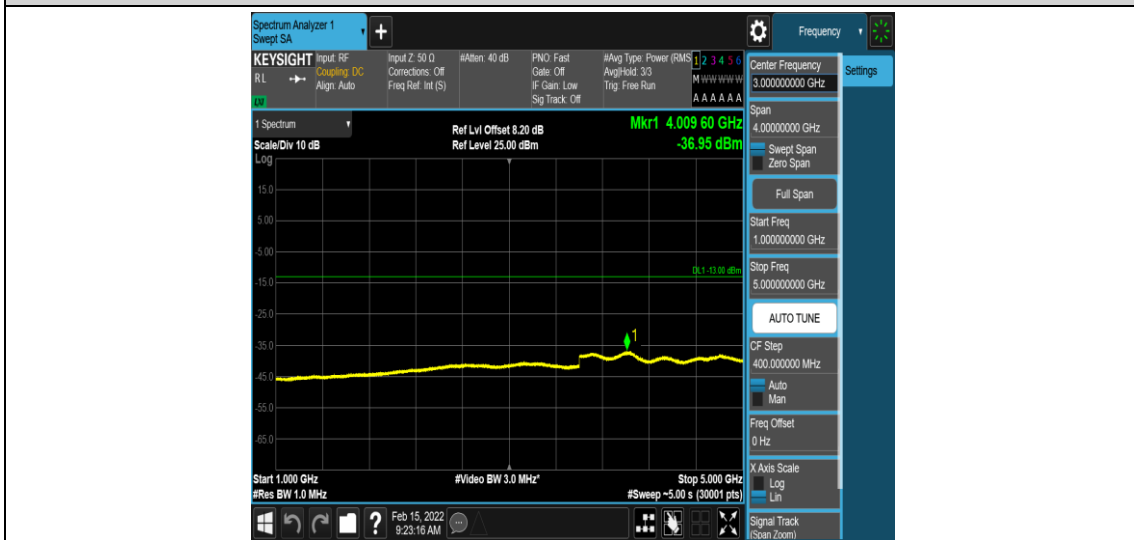 Spectrum Analyzer 1
Swept SA
+
Frequency
KEYSIGHT
RL
LXI
Input: RF
Coupling: DC
Align: Auto
Input Z: 50 Ω
Corrections: Off
Freq Ref: Int (S)
#Atten: 40 dB
PNO: Fast
Gate: Off
IF Gain: Low
Sig Track: Off
#Avg Type: Power (RMS
Avg|Hold: 3/3
Trig: Free Run
1 2 3 4 5 6
M W W W W W
A A A A A A
Center Frequency
3.000000000 GHz
Settings
Span
4.00000000 GHz
Swept Span
Zero Span
Full Span
Start Freq
1.000000000 GHz
Stop Freq
5.000000000 GHz
AUTO TUNE
CF Step
400.000000 MHz
Auto
Man
Freq Offset
0 Hz
X Axis Scale
Log
Lin
Signal Track
(Span Zoom)
1 Spectrum
Scale/Div 10 dB
Ref Lvl Offset 8.20 dB
Ref Level 25.00 dBm
Mkr1 4.009 60 GHz
-36.95 dBm
Log
15.0
5.00
-5.00
DL1 -13.00 dBm
-15.0
-25.0
1
-35.0
-45.0
-55.0
-65.0
Start 1.000 GHz
#Video BW 3.0 MHz*
Stop 5.000 GHz
#Res BW 1.0 MHz
#Sweep ~5.00 s (30001 pts)
?
Feb 15, 2022
9:23:16 AM